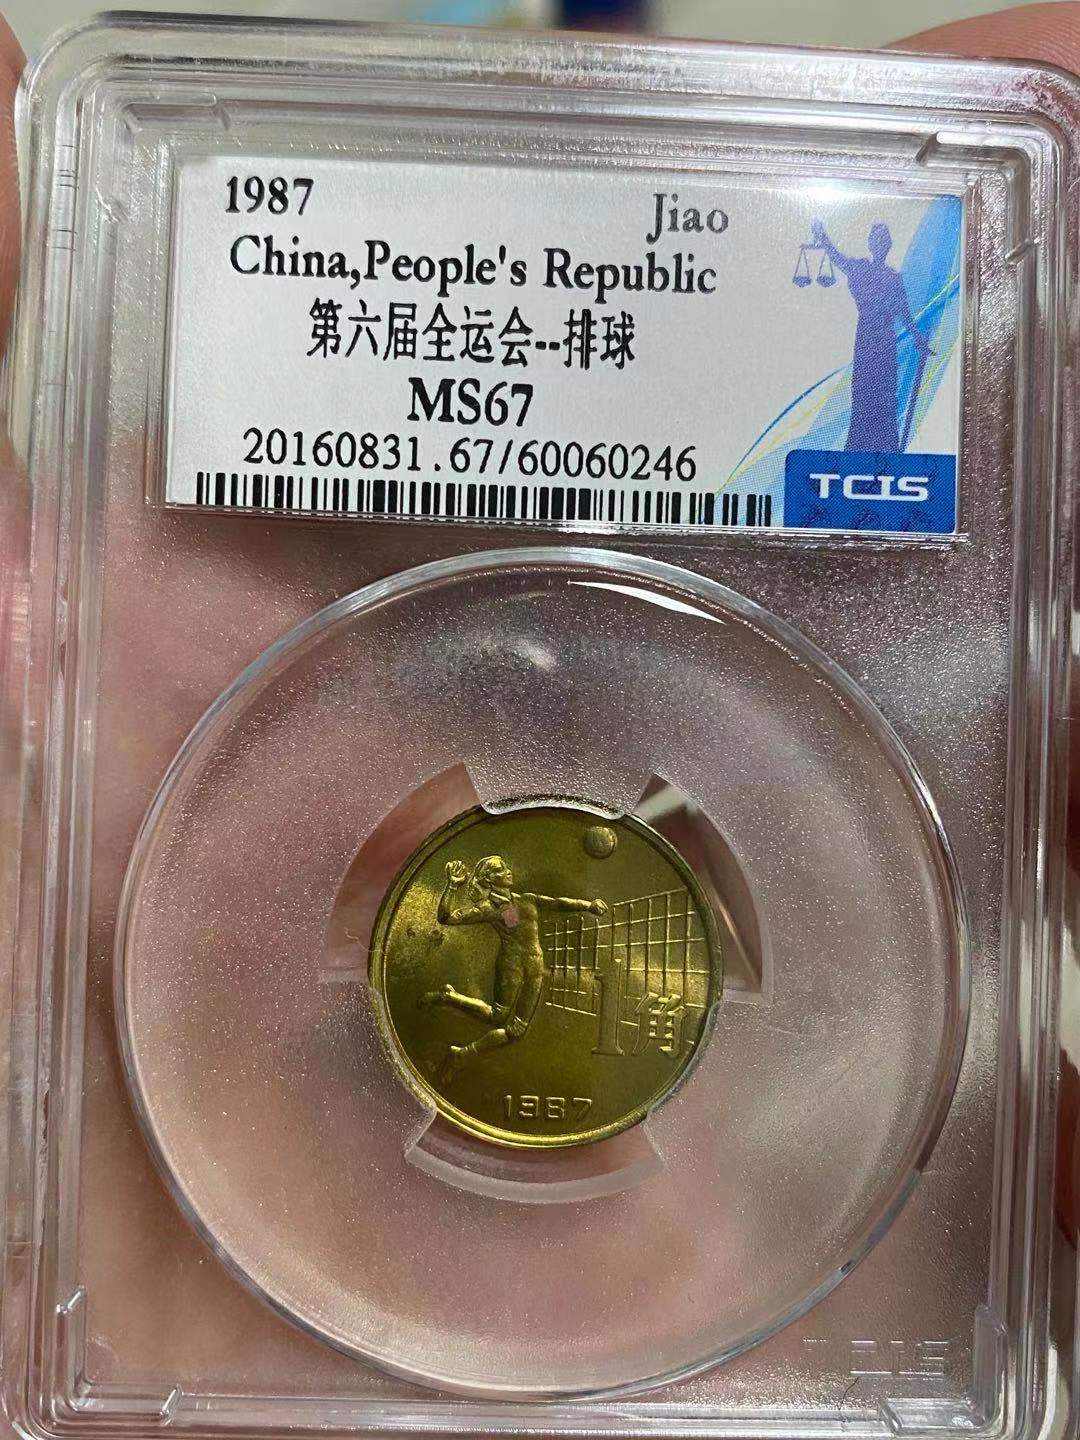 1987 Jiao
China,People's Republic
第六届全运会--排球
MS67
20160831.67/60060246
TCIS
1角
1987
TCIS